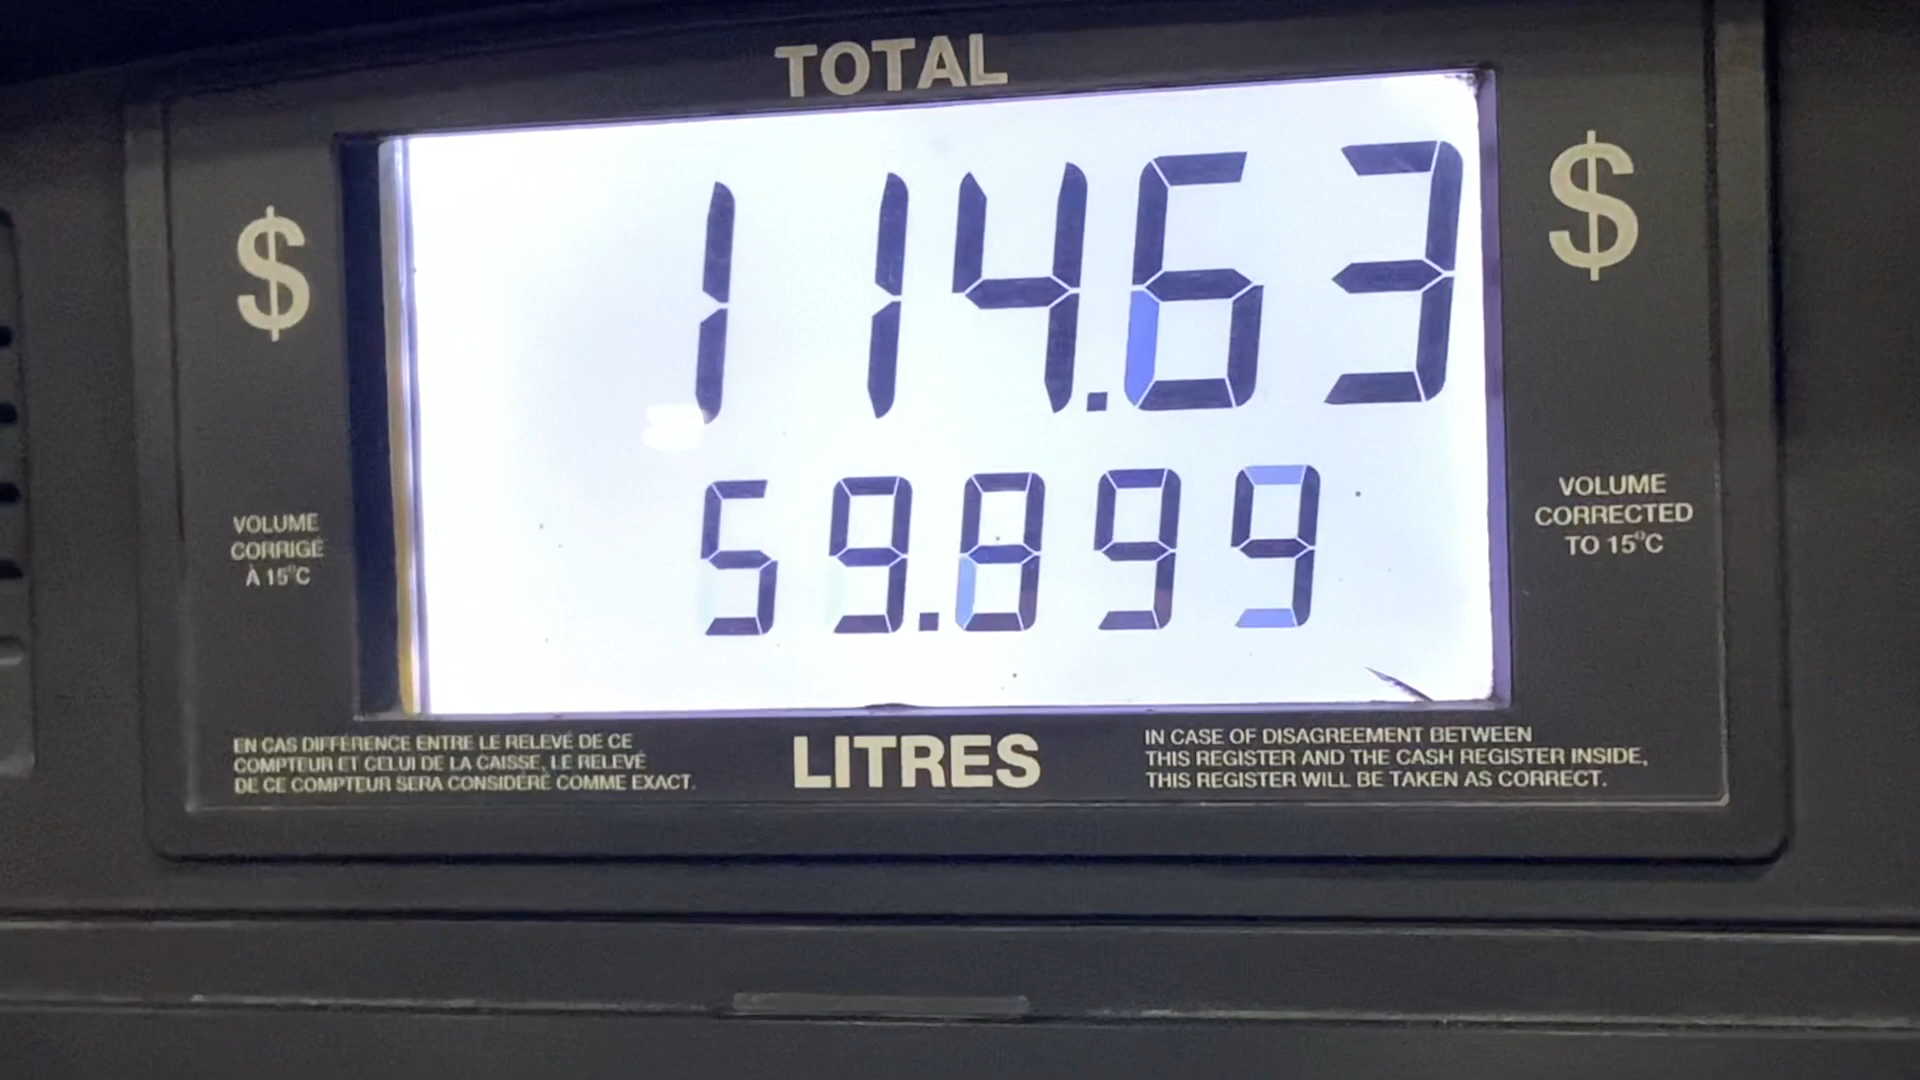 TOTAL
$ 114.63 $
59.899
VOLUME
CORRIGÉ
À 15°C
VOLUME
CORRECTED
TO 15°C
LITRES
EN CAS DIFFÉRENCE ENTRE LE RELEVÉ DE CE
COMPTEUR ET CELUI DE LA CAISSE, LE RELEVÉ
DE CE COMPTEUR SERA CONSIDÉRÉ COMME EXACT.
IN CASE OF DISAGREEMENT BETWEEN
THIS REGISTER AND THE CASH REGISTER INSIDE,
THIS REGISTER WILL BE TAKEN AS CORRECT.